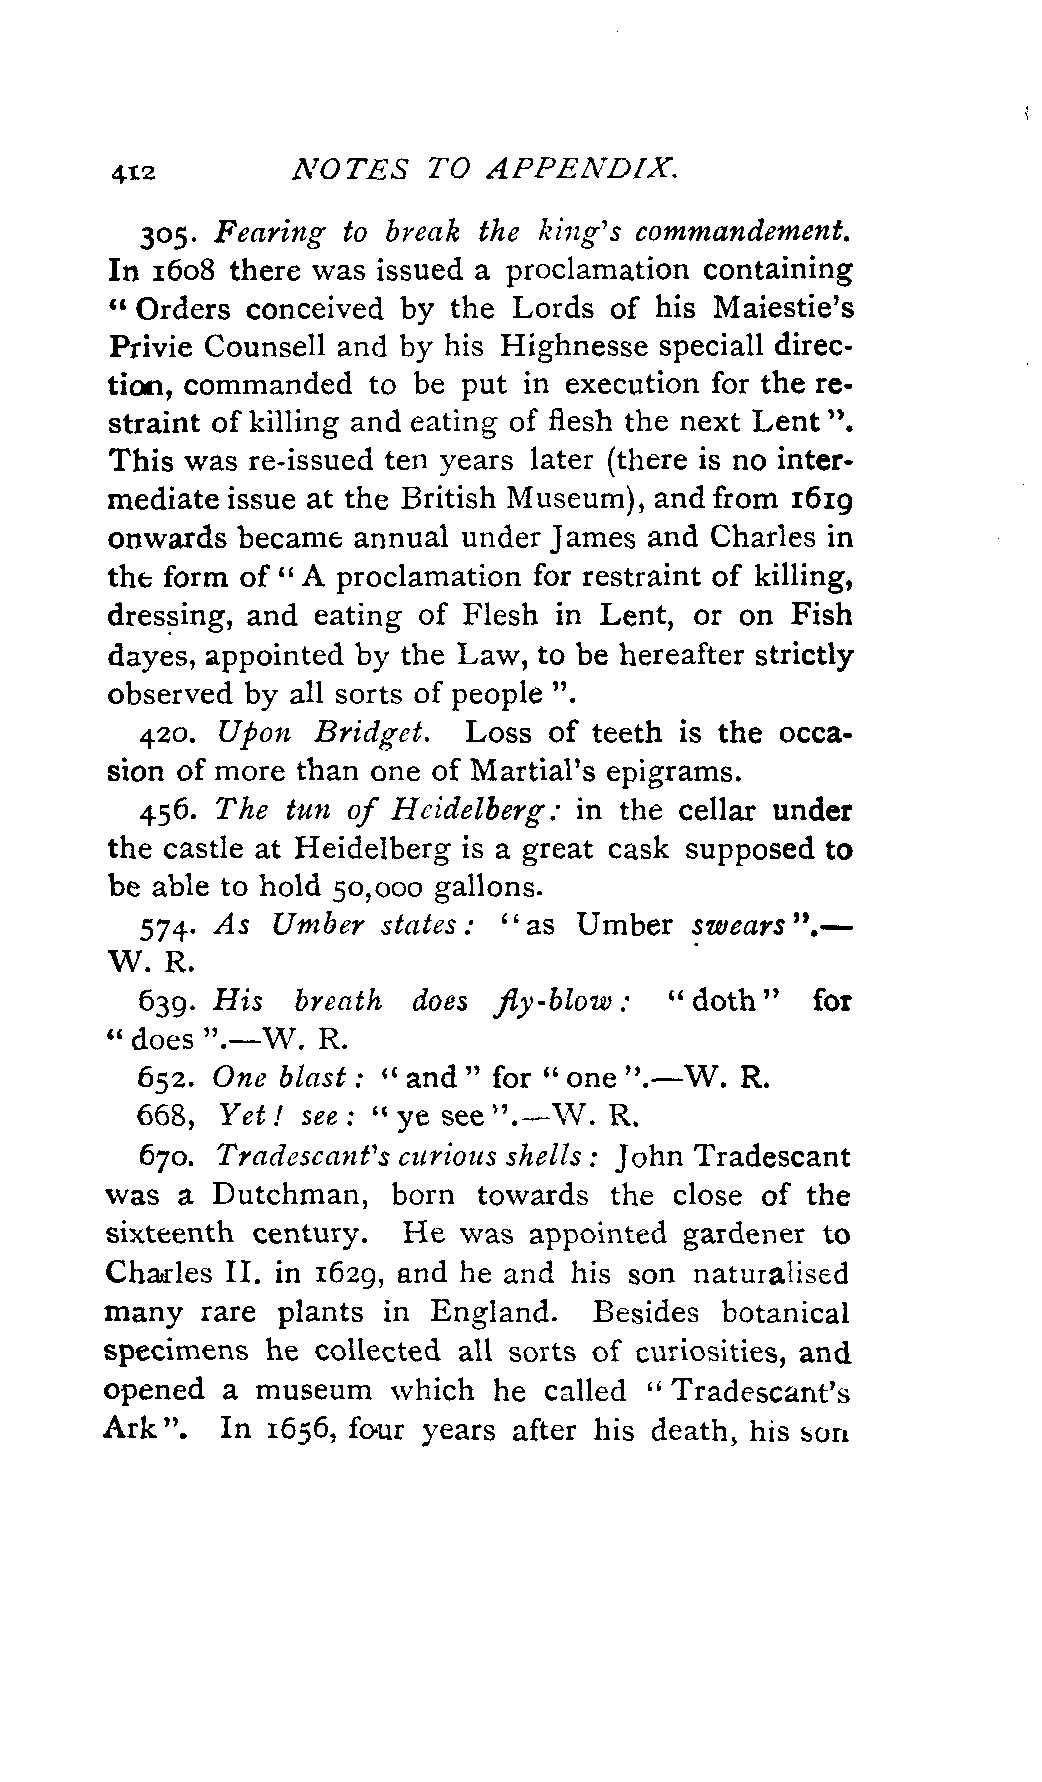 412 NOTES TO APPENDIX.
305. Fearing to break the king's commandement.
In 1608 there was issued a proclamation containing
“ Orders conceived by the Lords of his Maiestie's
Privie Counsell and by his Highnesse speciall direc-
tion, commanded to be put in execution for the re-
straint of killing and eating of flesh the next Lent ”.
This was re-issued ten years later (there is no inter-
mediate issue at the British Museum), and from 1619
onwards became annual under James and Charles in
the form of “ A proclamation for restraint of killing,
dressing, and eating of Flesh in Lent, or on Fish
dayes, appointed by the Law, to be hereafter strictly
observed by all sorts of people ”.
420. Upon Bridget. Loss of teeth is the occa-
sion of more than one of Martial's epigrams.
456. The tun of Heidelberg: in the cellar under
the castle at Heidelberg is a great cask supposed to
be able to hold 50,000 gallons.
574. As Umber states: “as Umber swears”.—
W. R.
639. His breath does fly-blow: “doth” for
“ does ”.—W. R.
652. One blast: “ and ” for “ one ”.—W. R.
668, Yet! see: “ ye see”.—W. R.
670. Tradescant's curious shells: John Tradescant
was a Dutchman, born towards the close of the
sixteenth century. He was appointed gardener to
Charles II. in 1629, and he and his son naturalised
many rare plants in England. Besides botanical
specimens he collected all sorts of curiosities, and
opened a museum which he called “ Tradescant's
Ark”. In 1656, four years after his death, his son